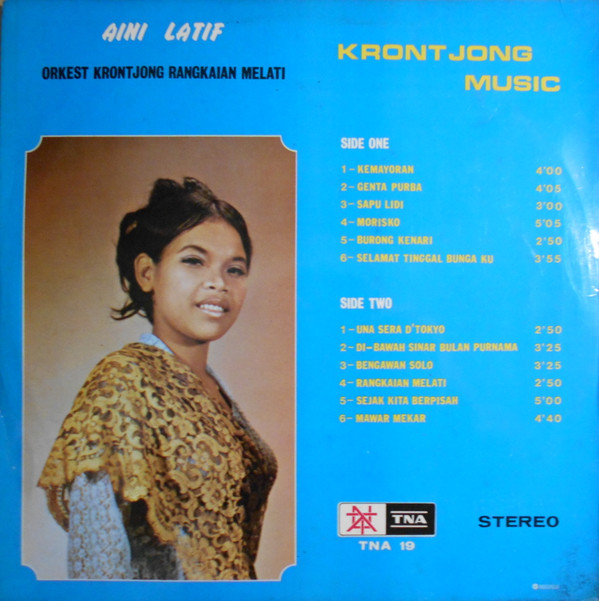 AINI LATIF
ORKEST KRONTJONG RANGKAIAN MELATI
KRONTJONG
MUSIC
SIDE ONE
1- KEMAYORAN 4'00
2- GENTA PURBA 4'05
3- SAPU LIDI 3'00
4- MORISKO 5'05
5- BURONG KENARI 2'50
6- SELAMAT TINGGAL BUNGA KU 3'55
SIDE TWO
1- UNA SERA D'TOKYO 2'50
2- DI-BAWAH SINAR BULAN PURNAMA 3'25
3- BENGAWAN SOLO 3'25
4- RANGKAIAN MELATI 2'50
5- SEJAK KITA BERPISAH 5'00
6- MAWAR MEKAR 4'40
TNA
TNA 19
STEREO